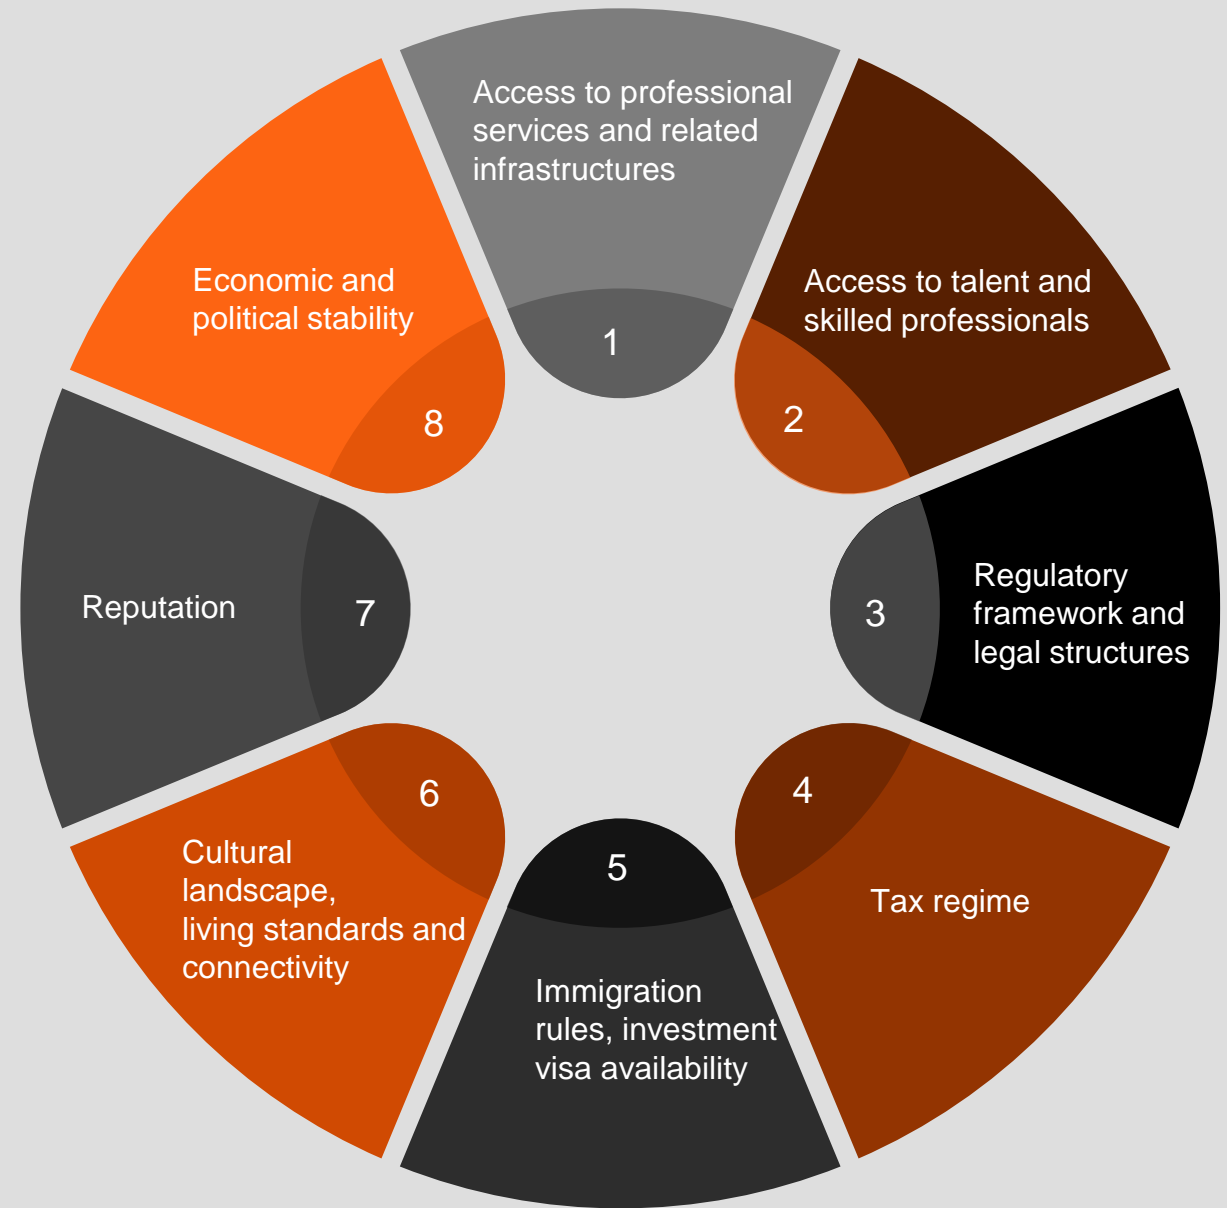 Access to professional
services and related
infrastructures
1
Access to talent and
skilled professionals
2
Regulatory
framework and
legal structures
3
Tax regime
4
Immigration
rules, investment
visa availability
5
Cultural
landscape,
living standards and
connectivity
6
Reputation
7
Economic and
political stability
8